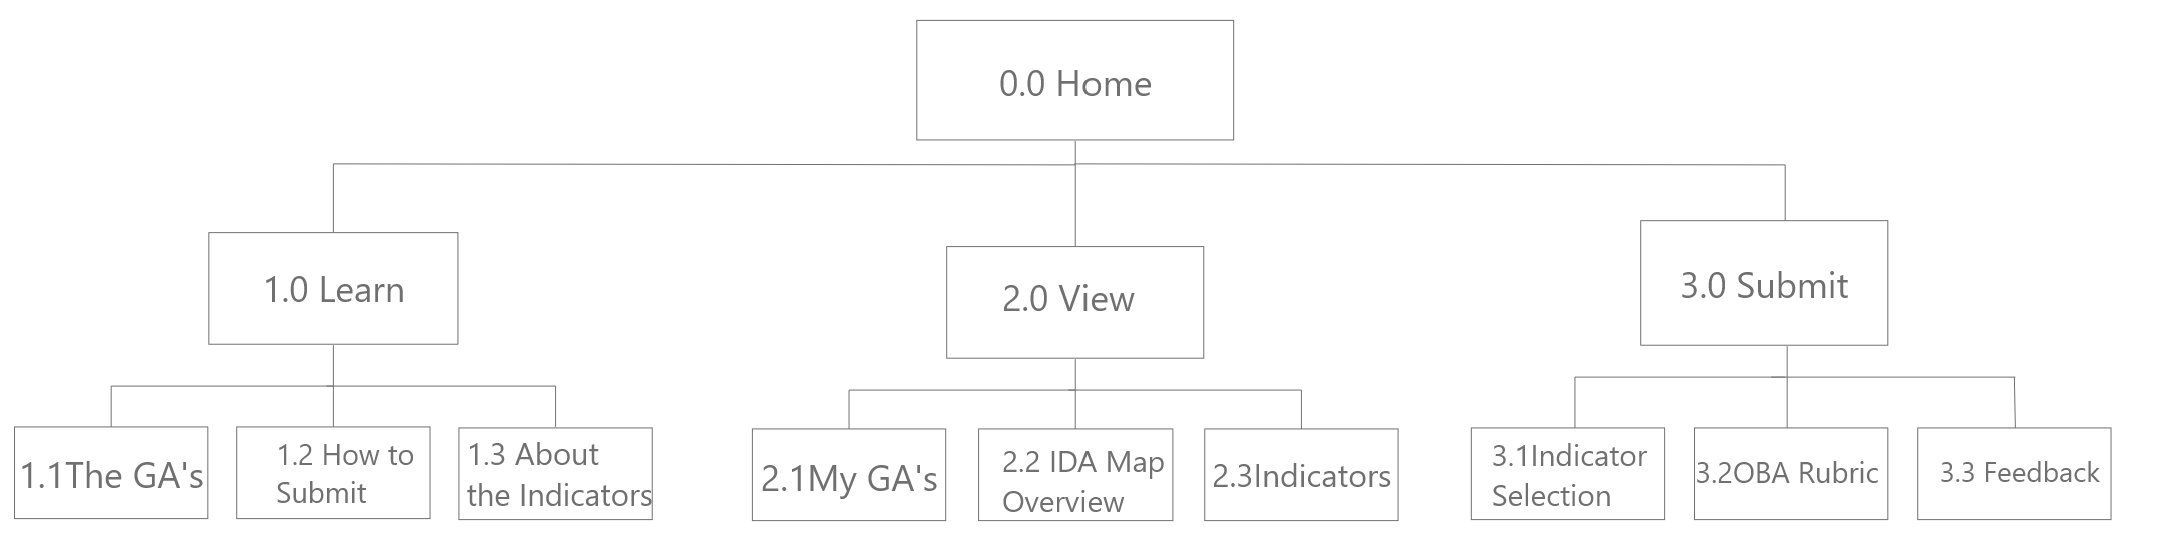 0.0 Home
1.0 Learn
2.0 View
3.0 Submit
1.1The GA's
1.2 How to
Submit
1.3 About
the Indicators
2.1My GA's
2.2 IDA Map
Overview
2.3Indicators
3.1Indicator
Selection
3.2OBA Rubric
3.3 Feedback